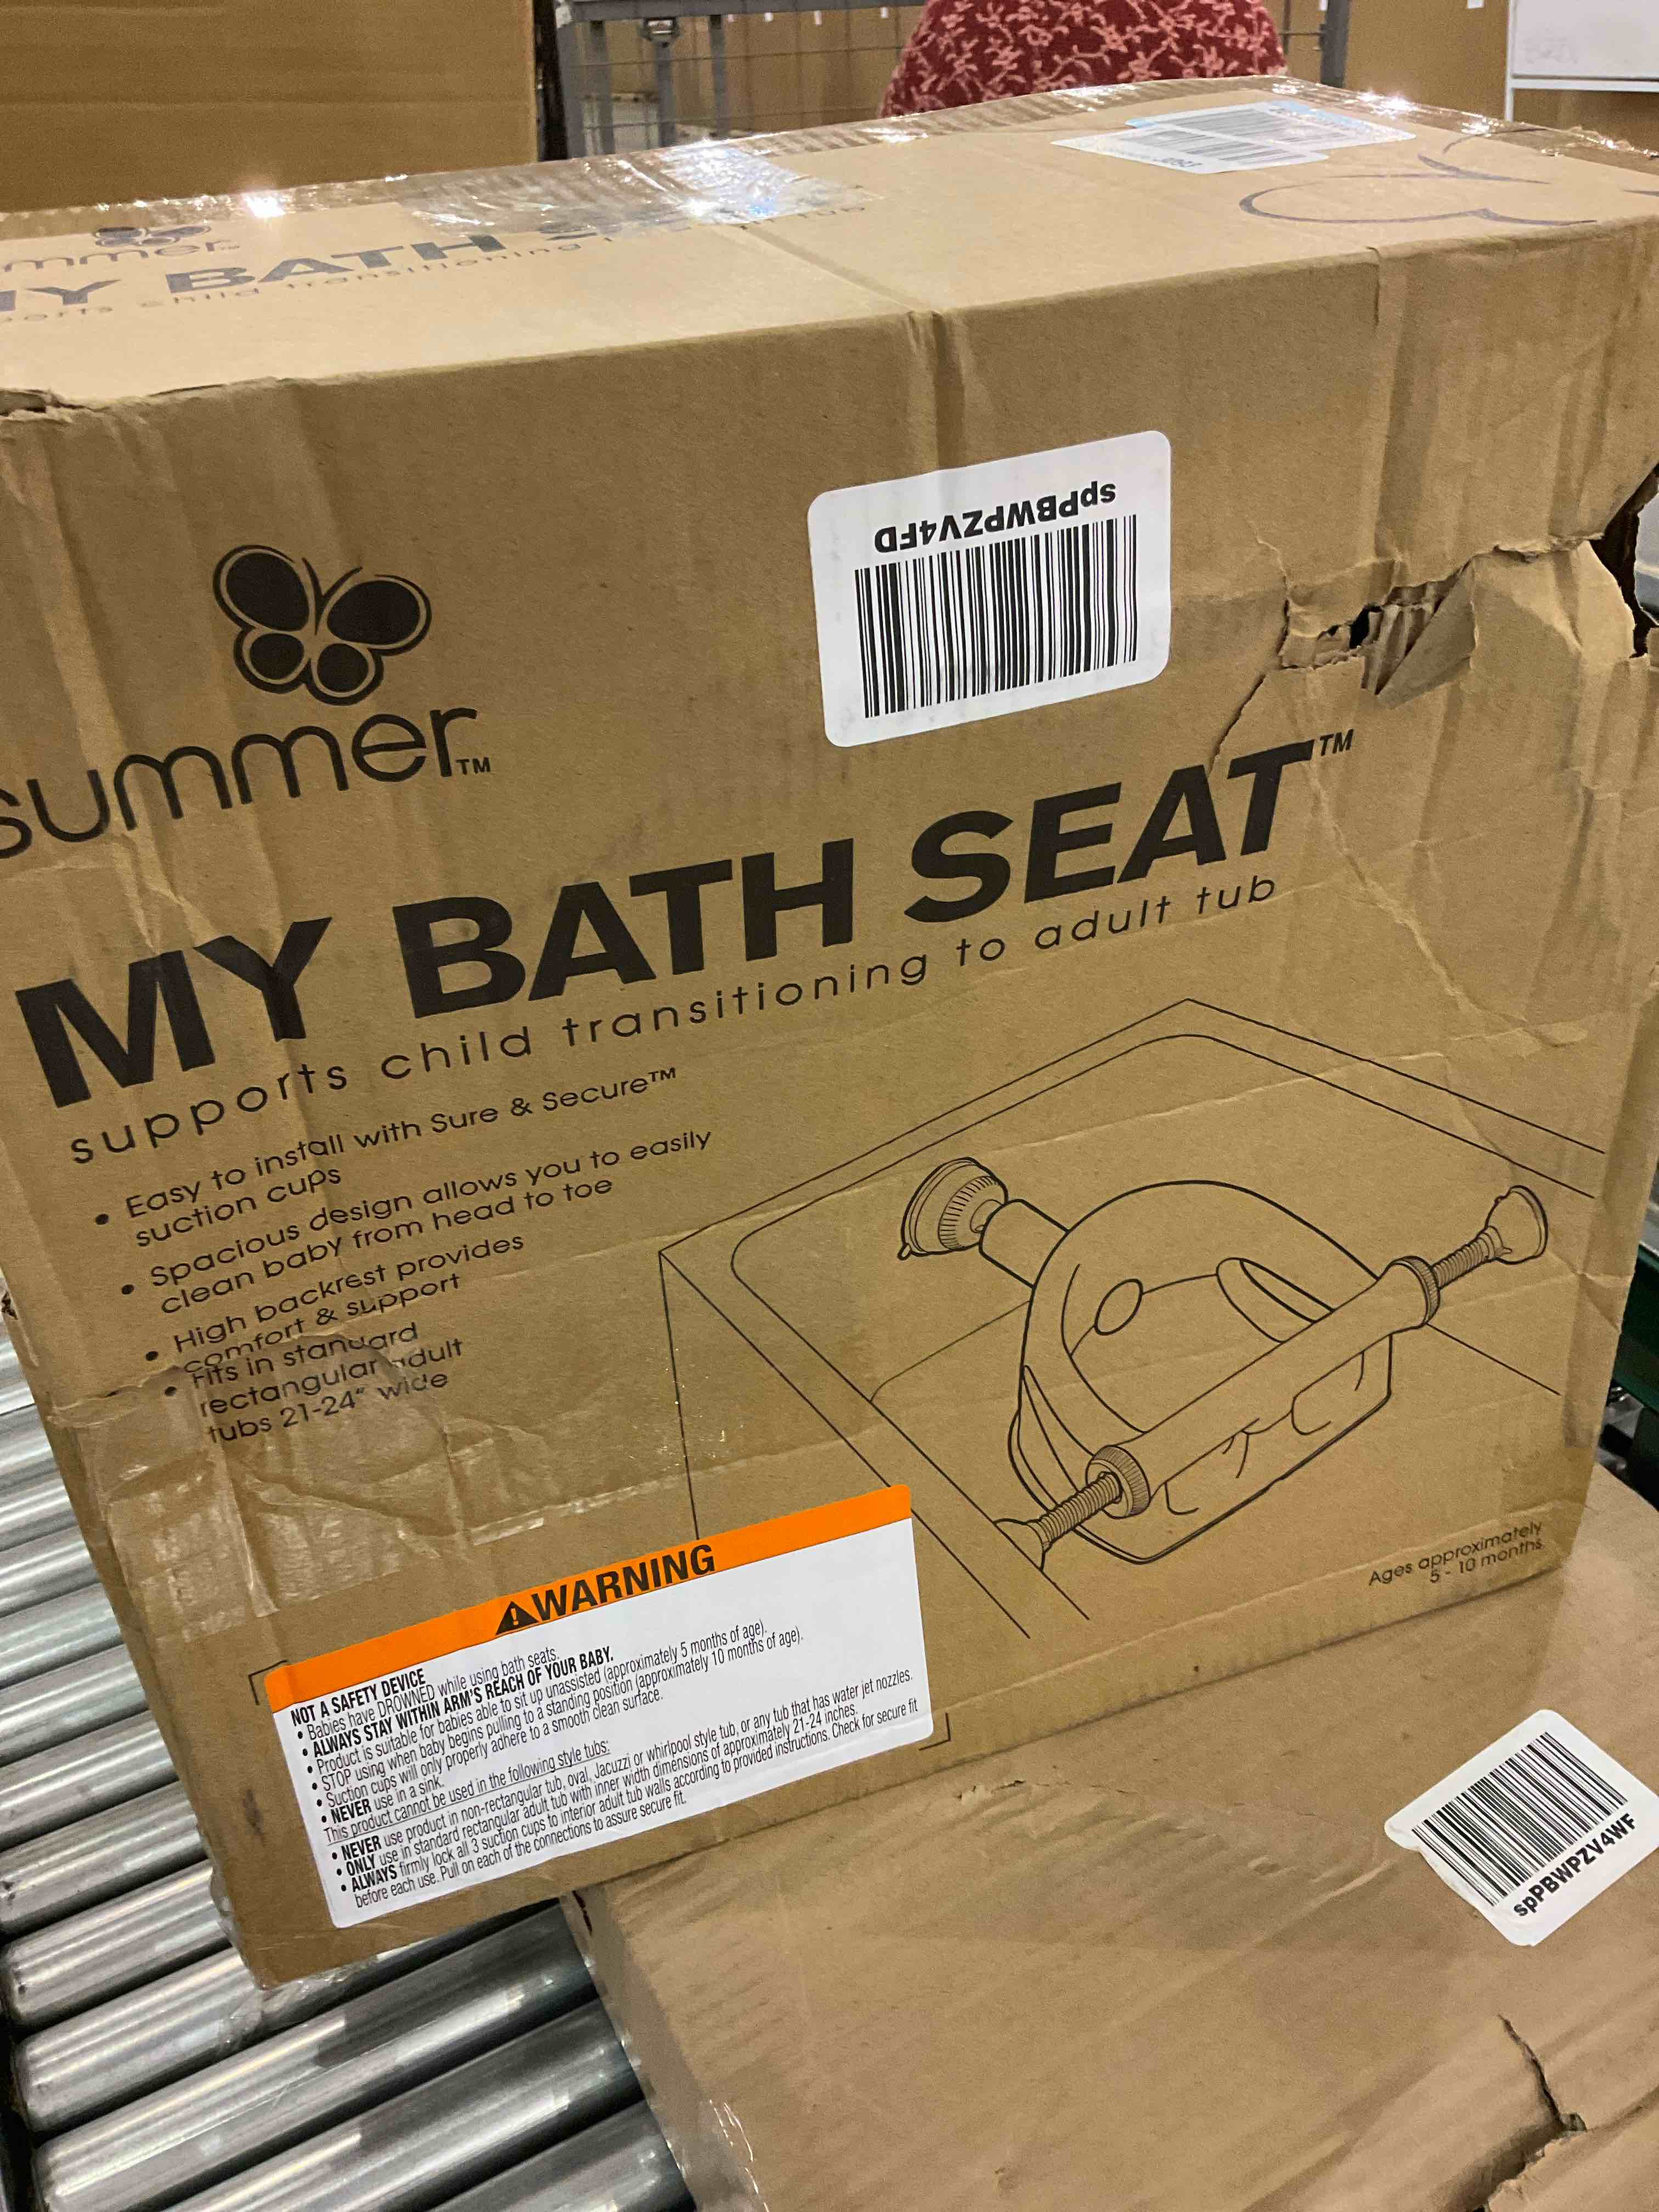 summer™
MY BATH S
transitioning
TUB
spPBWPZV4FD
summer™
MY BATH SEAT™
supports child transitioning to adult tub
• Easy to install with Sure & Secure™
suction cups
• Spacious design allows you to easily
clean baby from head to toe
• High backrest provides
comfort & support
• Fits in standard
rectangular adult
tubs 21-24" wide
Ages approximately
5 - 10 months
⚠WARNING
NOT A SAFETY DEVICE
• Babies have DROWNED while using bath seats.
• ALWAYS STAY WITHIN ARM'S REACH OF YOUR BABY.
• Product is suitable for babies able to sit up unassisted (approximately 5 months of age).
• STOP using when baby begins pulling to a standing position (approximately 10 months of age).
• Suction cups will only properly adhere to a smooth clean surface.
• NEVER use in a sink.
This product cannot be used in the following style tubs:
• NEVER use product in non-rectangular tub, oval, Jacuzzi or whirlpool style tub, or any tub that has water jet nozzles.
• ONLY use in standard rectangular adult tub with inner width dimensions of approximately 21-24 inches.
• ALWAYS firmly lock all 3 suction cups to interior adult tub walls according to provided instructions. Check for secure fit
before each use. Pull on each of the connections to assure secure fit.
spPBWPZV4WF